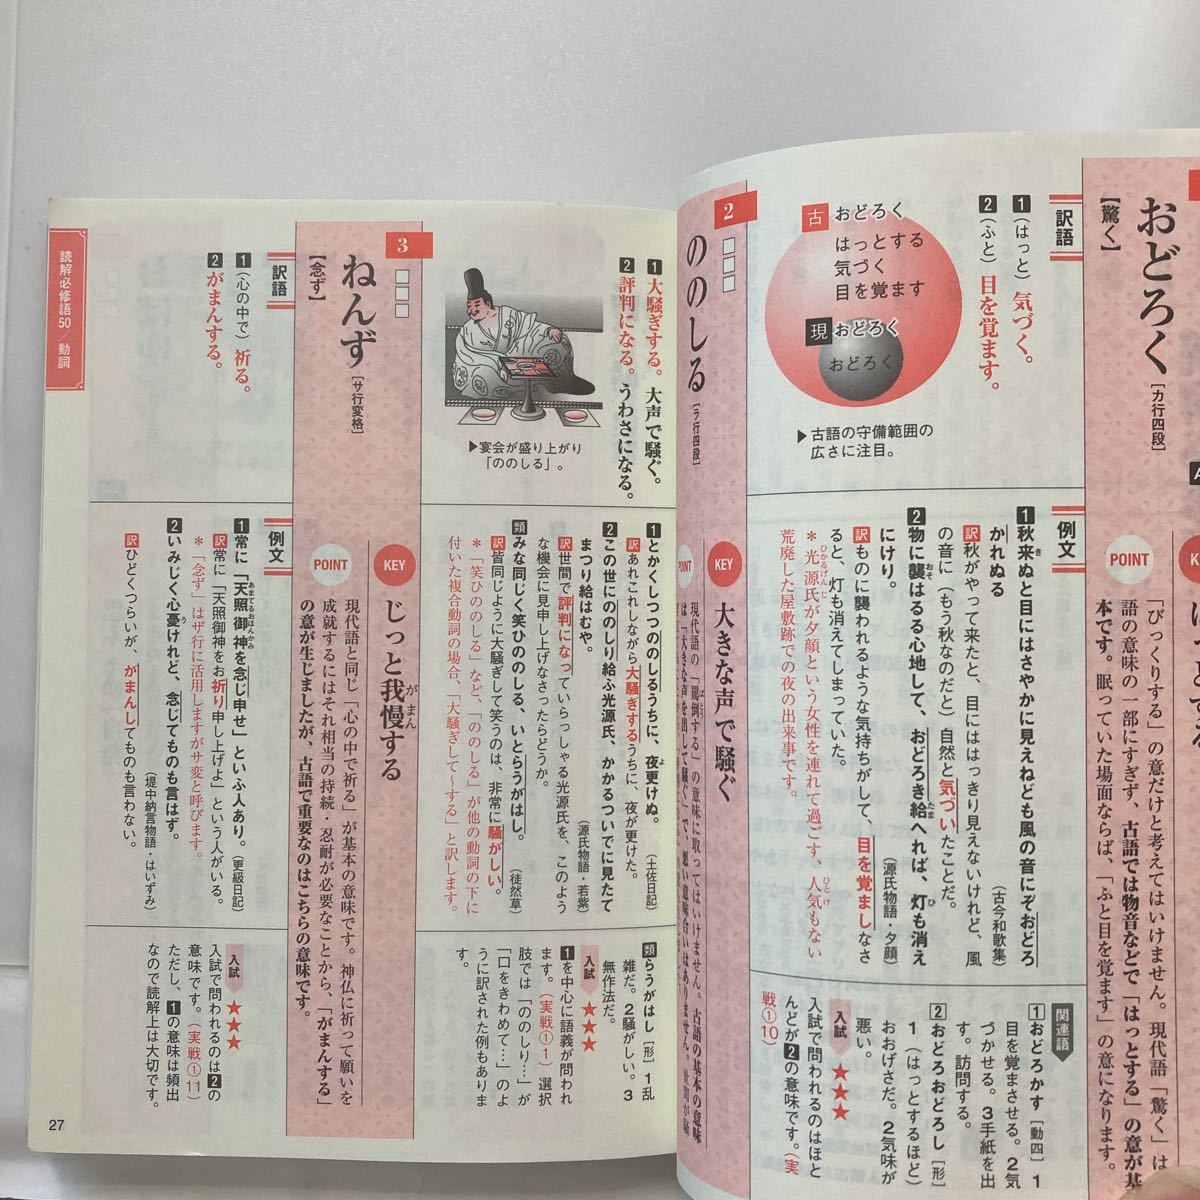 おどろく
[カ行四段]
【驚く】
POINT
「びっくりする」の意だけと考えてはいけません。現代語「驚く」は
語の意味の一部にすぎず、古語では物音などで「はっとする」の意が基
本です。眠っていた場面ならば、「ふと目を覚ます」の意になります。
訳語
1（はっと）気づく。
2（ふと）目を覚ます。
古 おどろく
はっとする
気づく
目を覚ます
現 おどろく
おどろく
▶古語の守備範囲の
広さに注目。
例文
1秋来ぬと目にはさやかに見えねども風の音にぞおどろ
かれぬる
（古今和歌集）
訳 秋がやって来たと、目にははっきり見えないけれど、風
の音に（もう秋なのだと）自然と気づいたことだ。
2物に襲はるる心地して、おどろき給へれば、灯も消え
にけり。
（源氏物語・夕顔）
訳 ものに襲われるような気持ちがして、目を覚ましなさ
ると、灯も消えてしまっていた。
＊光源氏が夕顔という女性を連れて過ごす、人気もない
荒廃した屋敷跡での夜の出来事です。
関連語
1おどろかす［動四］1
目を覚まさせる。2気
づかせる。3手紙を出
す。訪問する。
2おどろおどろし［形］
1（はっとするほど）
おおげさだ。2気味が
悪い。
入試 ★★★
入試で問われるのはほと
んどが2の意味です。（実
戦①10）
2
ののしる
[ラ行四段]
KEY
大きな声で騒ぐ
POINT
現代語の「罵倒する」の意味に取ってはいけません。古語の基本の意味
は「大きな声を出して騒ぐ」で、悪い意味合いはありません。
1大騒ぎする。大声で騒ぐ。
2評判になる。うわさになる。
▶宴会が盛り上がり
「ののしる」。
1とかくしつつののしるうちに、夜更けぬ。
（土佐日記）
訳 あれこれしながら大騒ぎするうちに、夜が更けた。
2この世にののしり給ふ光源氏、かかるついでに見たて
まつり給はむや。
（源氏物語・若紫）
訳 世間で評判になっていらっしゃる光源氏を、このよう
な機会に見申し上げなさったらどうか。
類 みな同じく笑ひののしる、いとらうがはし。
（徒然草）
訳 皆同じように大騒ぎして笑うのは、非常に騒がしい。
＊「笑ひののしる」など、「ののしる」が他の動詞の下に
付いた複合動詞の場合、「大騒ぎして〜する」と訳します。
類 らうがはし［形］1乱
雑だ。2騒がしい。3
無作法だ。
入試 ★★★
1を中心に語義が問われ
ます。（実戦①1）選択
肢では「ののしり…」が
「口をきわめて…」のよ
うに訳された例もありま
す。
3
ねんず
[サ行変格]
【念ず】
KEY
じっと我慢する
POINT
現代語と同じ「心の中で祈る」が基本の意味です。神仏に祈って願いを
成就するにはそれ相当の持続・忍耐が必要なことから、「がまんする」
の意が生じましたが、古語で重要なのはこちらの意味です。
訳語
1（心の中で）祈る。
2がまんする。
例文
1常に「天照御神を念じ申せ」といふ人あり。
（更級日記）
訳 常に「天照御神をお祈り申し上げよ」という人がいる。
＊「念ず」はザ行に活用しますがサ変と呼びます。
2いみじく心憂けれど、念じてものも言はず。
（堤中納言物語・はいずみ）
訳 ひどくつらいが、がまんしてものも言わない。
入試 ★★★
入試で問われるのは2の
意味です。（実戦①11）
ただし、1の意味は頻出
なので読解上は大切です。
読解必修語50／動詞
27